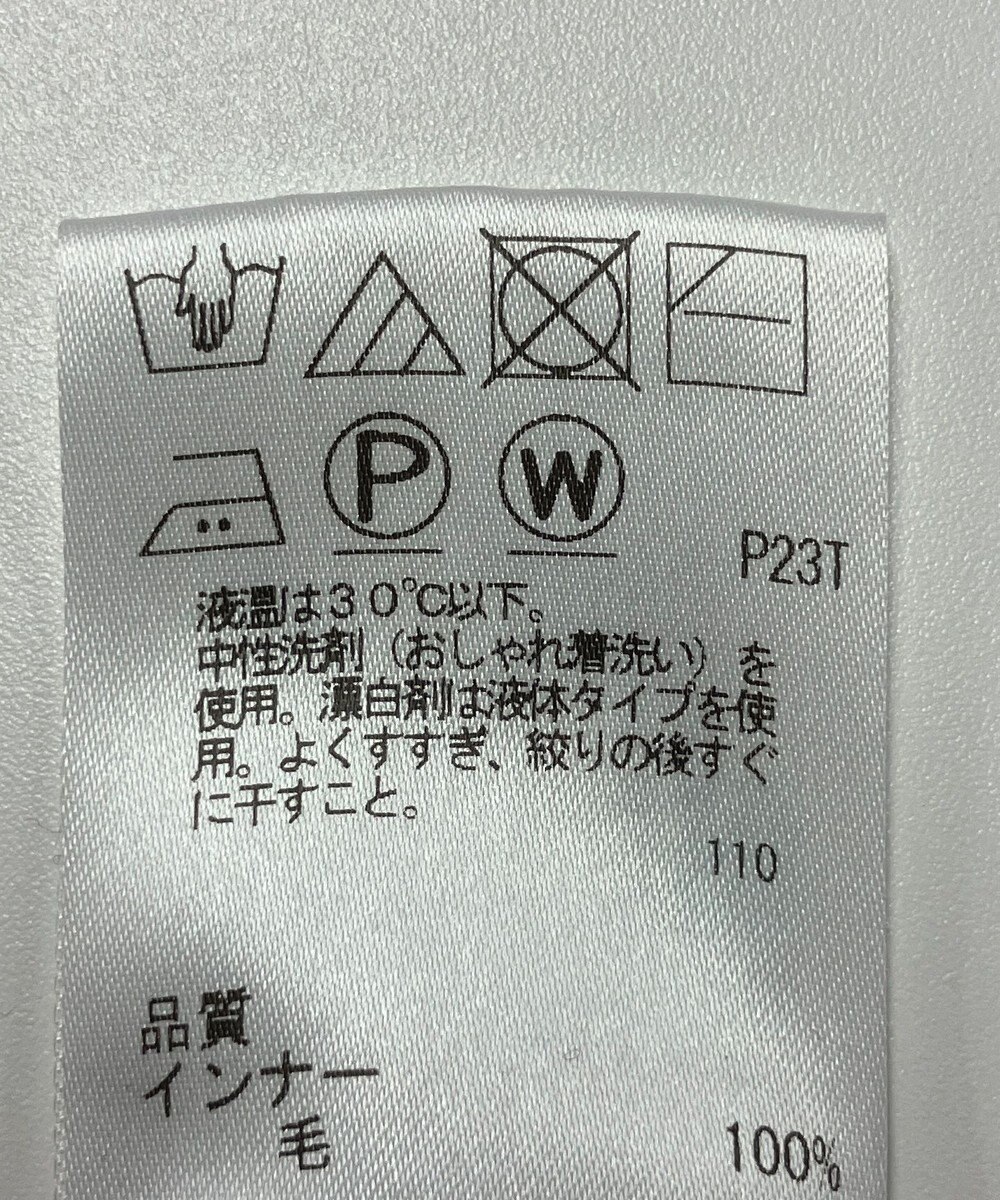 P W
P23T
液温は30℃以下。
中性洗剤(おしゃれ着洗い)を
使用。漂白剤は液体タイプを使
用。よくすすぎ、絞りの後すぐ
に干すこと。
110
品質
インナー
毛 100%